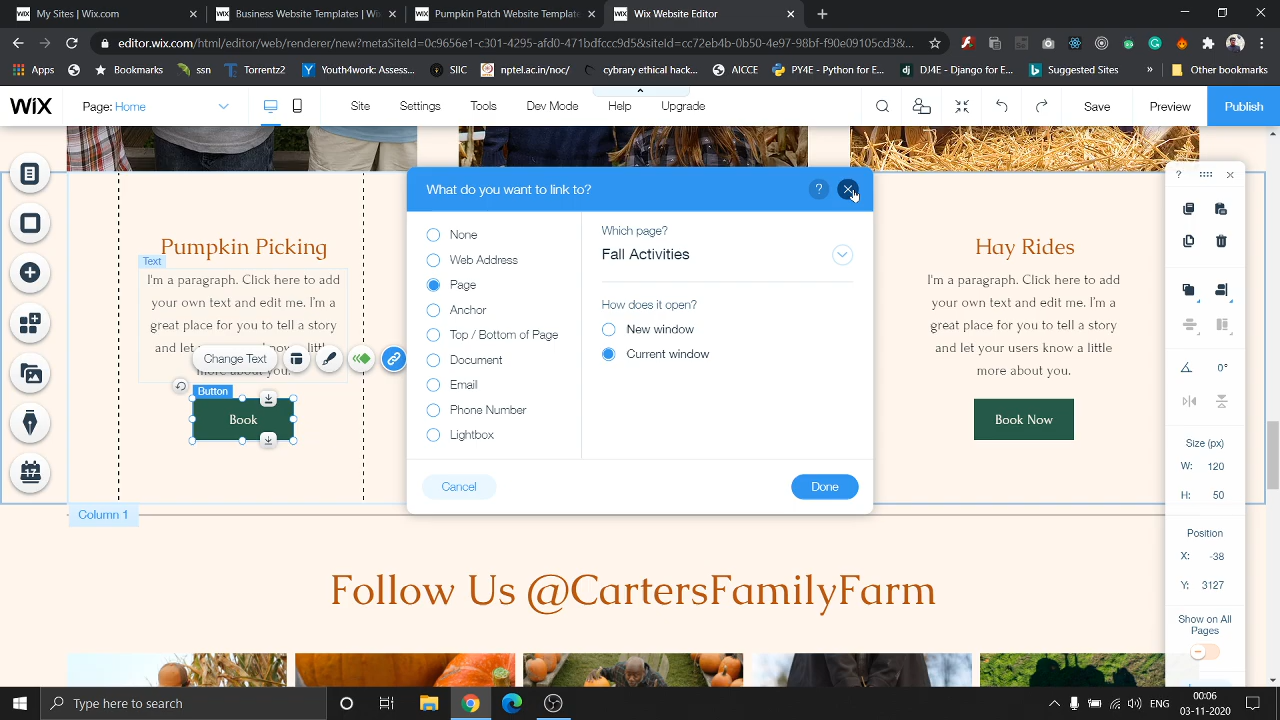 My Sites | Wix.com
Business Website Templates | W
Pumpkin Patch Website Template
Wix Website Editor
editor.wix.com/html/editor/web/renderer/new?metaSiteId=0c9656e1-c301-4295-afd0-471bdfccc9d5&siteId=cc72eb4b-0b50-4e97-98bf-f90e09105cd3&...
Apps
Bookmarks
ssn
Torrentz2
Youth4work: Assess...
SIIC
nptel.ac.in/noc/
cybrary ethical hack...
AICCE
PY4E - Python for E...
DJ4E - Django for E...
Suggested Sites
»
Other bookmarks
WiX
Page: Home
Site
Settings
Tools
Dev Mode
Help
Upgrade
Save
Preview
Publish
What do you want to link to?
?
None
Web Address
Page
Anchor
Top / Bottom of Page
Document
Email
Phone Number
Lightbox
Which page?
Fall Activities
How does it open?
New window
Current window
Cancel
Done
Pumpkin Picking
Text
I'm a paragraph. Click here to add
your own text and edit me. I'm a
great place for you to tell a story
and let
more about you.
Change Text
Button
Book
Column 1
Hay Rides
I'm a paragraph. Click here to add
your own text and edit me. I'm a
great place for you to tell a story
and let your users know a little
more about you.
Book Now
?
0°
Size (px)
W: 120
H: 50
Position
X: -38
Y: 3127
Show on All
Pages
Follow Us @CartersFamilyFarm
Type here to search
ENG
00:06
03-11-2020